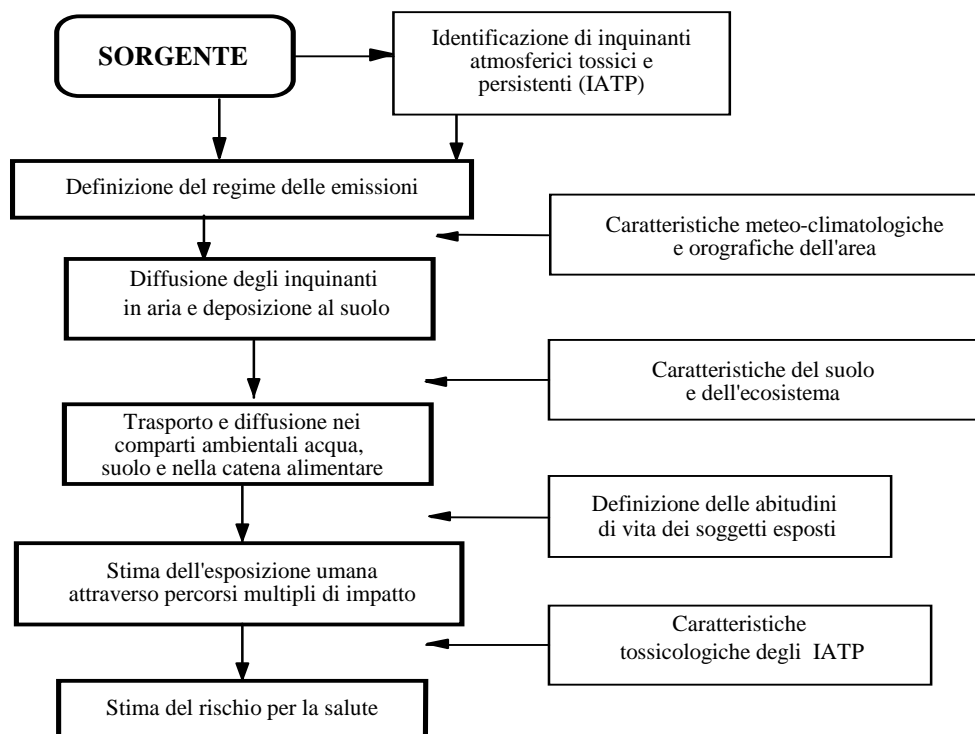 SORGENTE
Identificazione di inquinanti
atmosferici tossici e
persistenti (IATP)
Definizione del regime delle emissioni
Caratteristiche meteo-climatologiche
e orografiche dell'area
Diffusione degli inquinanti
in aria e deposizione al suolo
Caratteristiche del suolo
e dell'ecosistema
Trasporto e diffusione nei
comparti ambientali acqua,
suolo e nella catena alimentare
Definizione delle abitudini
di vita dei soggetti esposti
Stima dell'esposizione umana
attraverso percorsi multipli di impatto
Caratteristiche
tossicologiche degli IATP
Stima del rischio per la salute